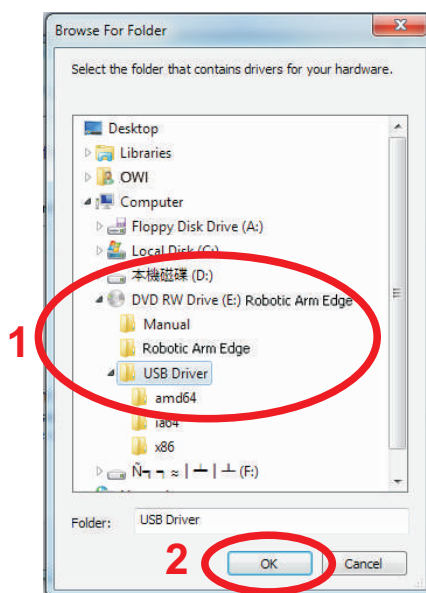 Browse For Folder
Select the folder that contains drivers for your hardware.
Desktop
Libraries
OWI
Computer
Floppy Disk Drive (A:)
Local Disk (C:)
本機磁碟 (D:)
DVD RW Drive (E:) Robotic Arm Edge
1
Manual
Robotic Arm Edge
USB Driver
amd64
ia64
x86
(F:)
Folder: USB Driver
2
OK Cancel